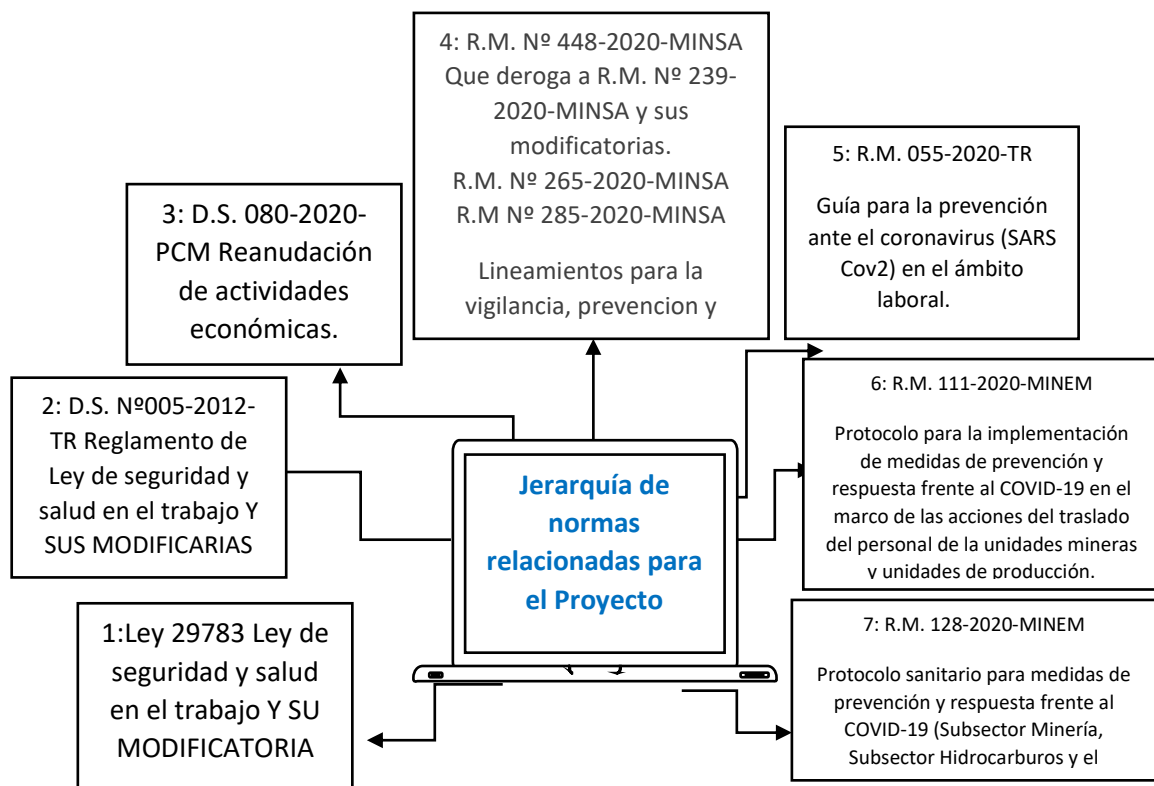 4: R.M. Nº 448-2020-MINSA
Que deroga a R.M. Nº 239-
2020-MINSA y sus
modificatorias.
R.M. Nº 265-2020-MINSA
R.M Nº 285-2020-MINSA
Lineamientos para la
vigilancia, prevencion y
3: D.S. 080-2020-
PCM Reanudación
de actividades
económicas.
5: R.M. 055-2020-TR
Guía para la prevención
ante el coronavirus (SARS
Cov2) en el ámbito
laboral.
2: D.S. Nº005-2012-
TR Reglamento de
Ley de seguridad y
salud en el trabajo Y
SUS MODIFICARIAS
Jerarquía de
normas
relacionadas para
el Proyecto
6: R.M. 111-2020-MINEM
Protocolo para la implementación
de medidas de prevención y
respuesta frente al COVID-19 en el
marco de las acciones del traslado
del personal de la unidades mineras
y unidades de producción.
1:Ley 29783 Ley de
seguridad y salud
en el trabajo Y SU
MODIFICATORIA
7: R.M. 128-2020-MINEM
Protocolo sanitario para medidas de
prevención y respuesta frente al
COVID-19 (Subsector Minería,
Subsector Hidrocarburos y el